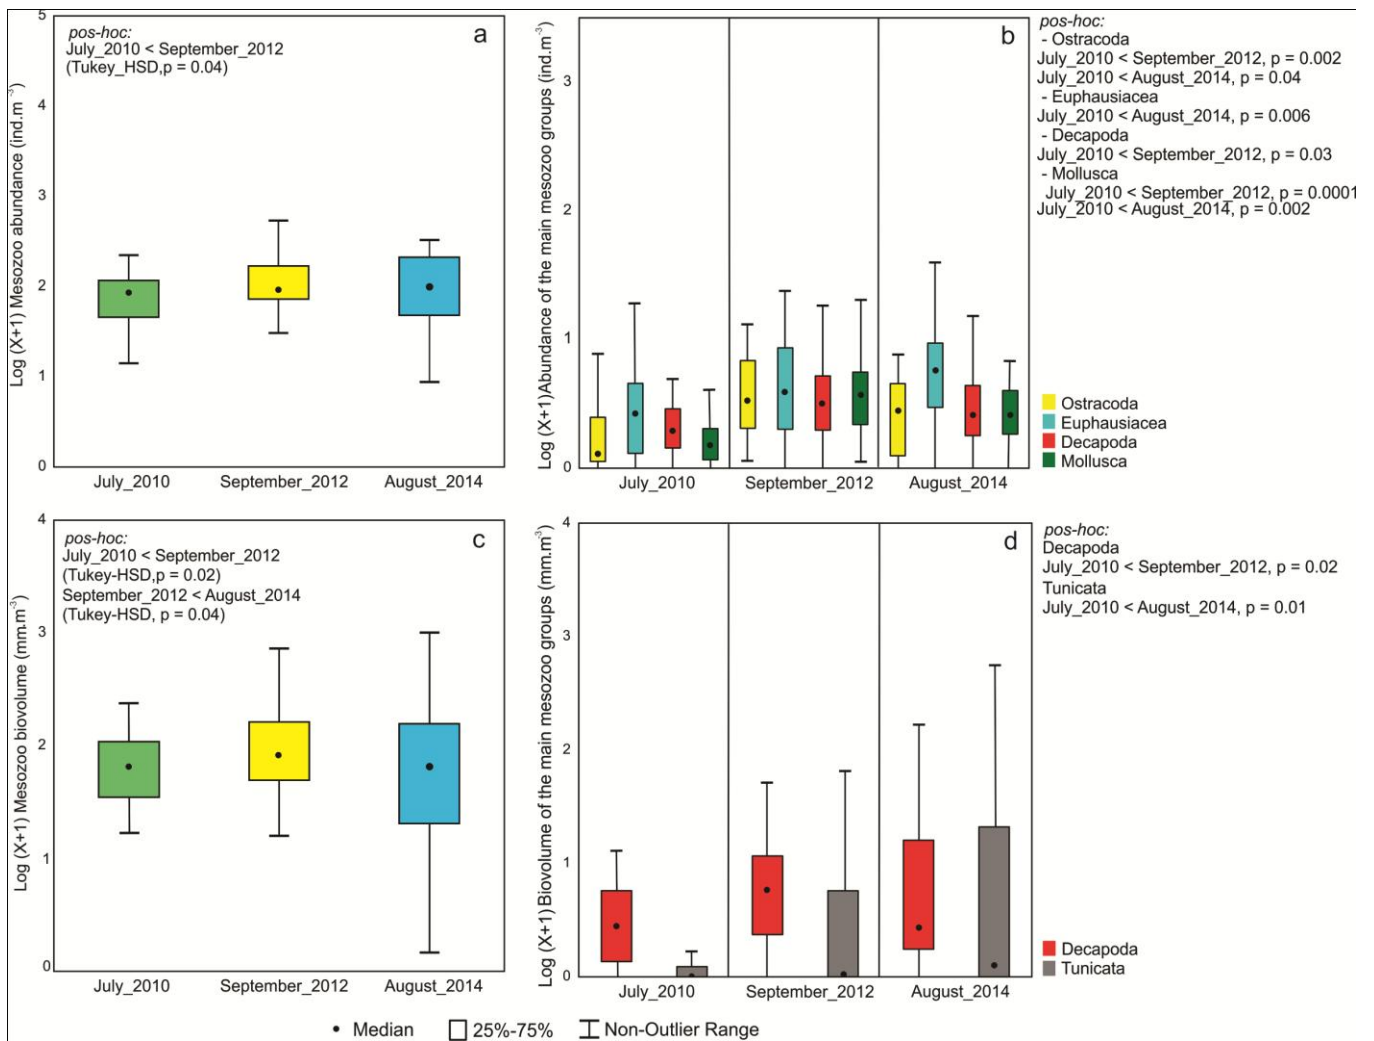 pos-hoc:
July_2010 < September_2012
(Tukey_HSD,p = 0.04)
a
Log (X+1) Mesozoo abundance (ind.m⁻³)
5
4
3
2
1
0
July_2010 September_2012 August_2014
b
Log (X+1)Abundance of the main mesozoo groups (ind.m⁻³)
3
2
1
0
July_2010 September_2012 August_2014
pos-hoc:
- Ostracoda
July_2010 < September_2012, p = 0.002
July_2010 < August_2014, p = 0.04
- Euphausiacea
July_2010 < August_2014, p = 0.006
- Decapoda
July_2010 < September_2012, p = 0.03
- Mollusca
July_2010 < September_2012, p = 0.0001
July_2010 < August_2014, p = 0.002
Ostracoda
Euphausiacea
Decapoda
Mollusca
pos-hoc:
July_2010 < September_2012
(Tukey-HSD,p = 0.02)
September_2012 < August_2014
(Tukey-HSD, p = 0.04)
c
Log (X+1) Mesozoo biovolume (mm.m⁻³)
4
3
2
1
0
July_2010 September_2012 August_2014
d
Log (X+1) Biovolume of the main mesozoo groups (mm.m⁻³)
4
3
2
1
0
July_2010 September_2012 August_2014
pos-hoc:
Decapoda
July_2010 < September_2012, p = 0.02
Tunicata
July_2010 < August_2014, p = 0.01
Decapoda
Tunicata
Median 25%-75% Non-Outlier Range